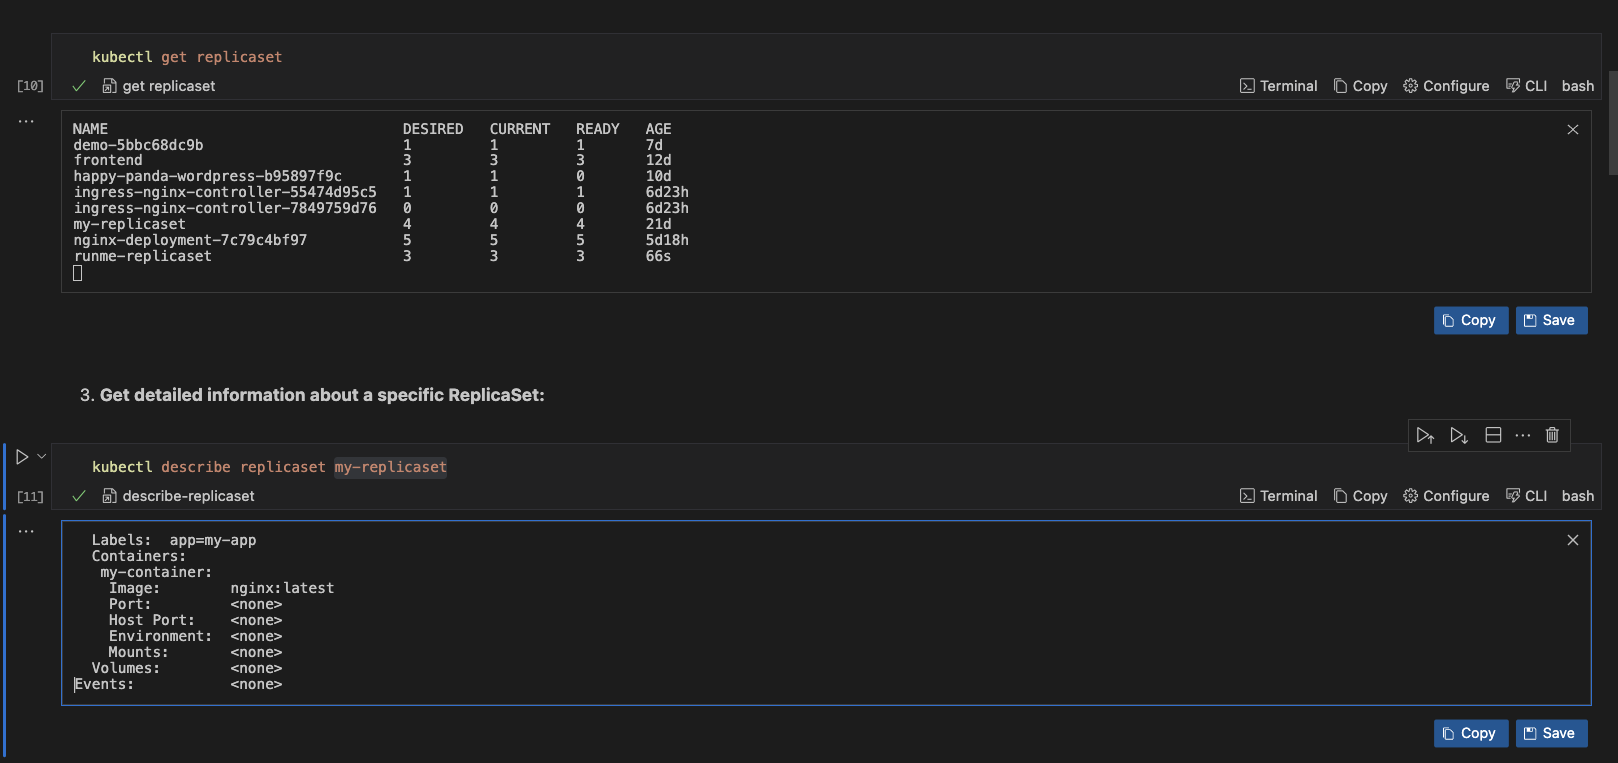 kubectl get replicaset
[10] get replicaset Terminal Copy Configure CLI bash
...
NAME DESIRED CURRENT READY AGE
demo-5bbc68dc9b 1 1 1 7d
frontend 3 3 3 12d
happy-panda-wordpress-b95897f9c 1 1 0 10d
ingress-nginx-controller-55474d95c5 1 1 1 6d23h
ingress-nginx-controller-7849759d76 0 0 0 6d23h
my-replicaset 4 4 4 21d
nginx-deployment-7c79c4bf97 5 5 5 5d18h
runme-replicaset 3 3 3 66s
Copy Save
3. Get detailed information about a specific ReplicaSet:
...
kubectl describe replicaset my-replicaset
[11] describe-replicaset Terminal Copy Configure CLI bash
...
Labels: app=my-app
Containers:
my-container:
Image: nginx:latest
Port: <none>
Host Port: <none>
Environment: <none>
Mounts: <none>
Volumes: <none>
Events: <none>
Copy Save